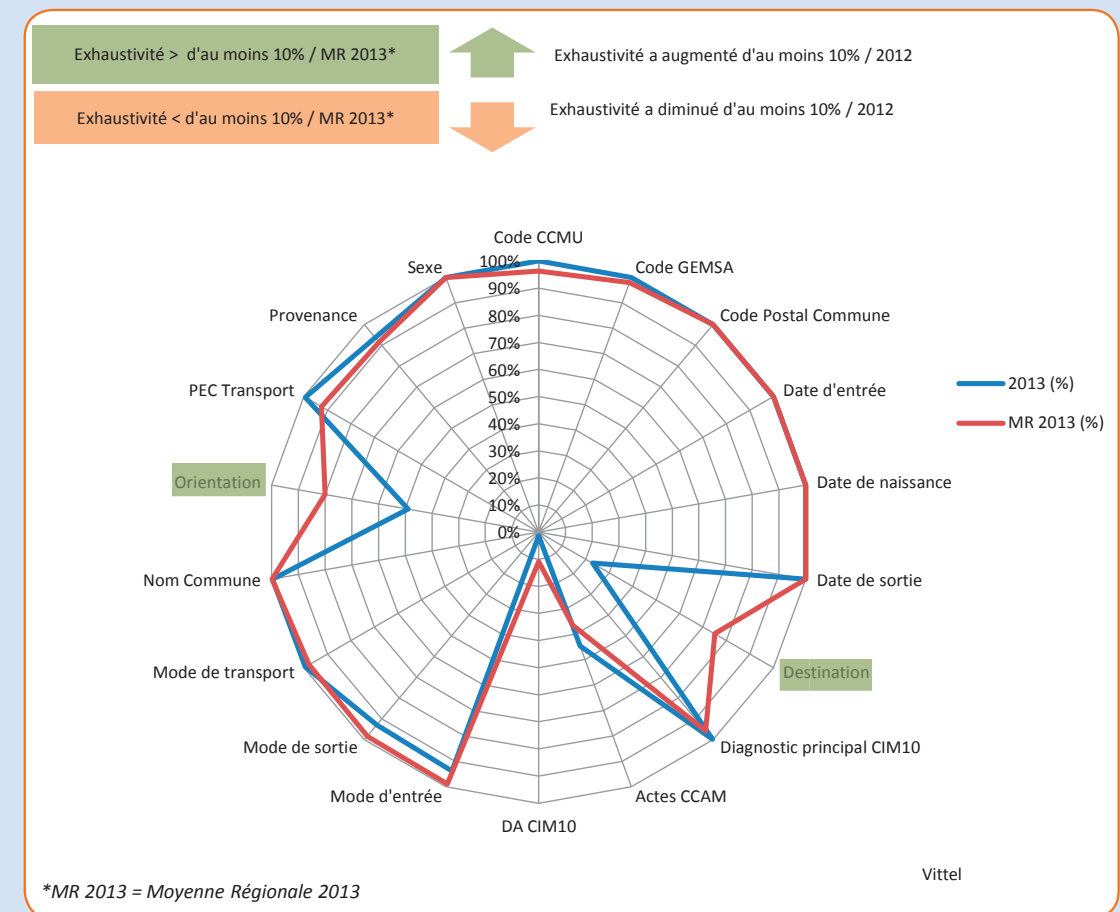 Exhaustivité >  d'au moins 10% / MR 2013*
Exhaustivité a augmenté d'au moins 10% / 2012
Exhaustivité < d'au moins 10% / MR 2013*
Exhaustivité a diminué d'au moins 10% / 2012
Code CCMU
Code GEMSA
Code Postal Commune
Date d'entrée
Date de naissance
Date de sortie
Destination
Diagnostic principal CIM10
Actes CCAM
DA CIM10
Mode d'entrée
Mode de sortie
Mode de transport
Nom Commune
Orientation
PEC Transport
Provenance
Sexe
100%
90%
80%
70%
60%
50%
40%
30%
20%
10%
0%
2013 (%)
MR 2013 (%)
Vittel
*MR 2013 = Moyenne Régionale 2013